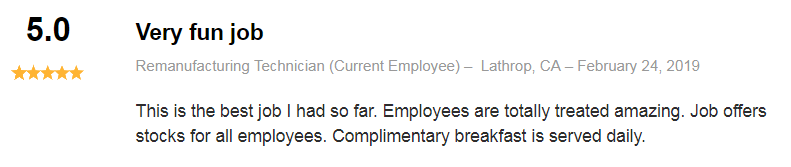 5.0
Very fun job
Remanufacturing Technician (Current Employee) – Lathrop, CA – February 24, 2019
This is the best job I had so far. Employees are totally treated amazing. Job offers
stocks for all employees. Complimentary breakfast is served daily.